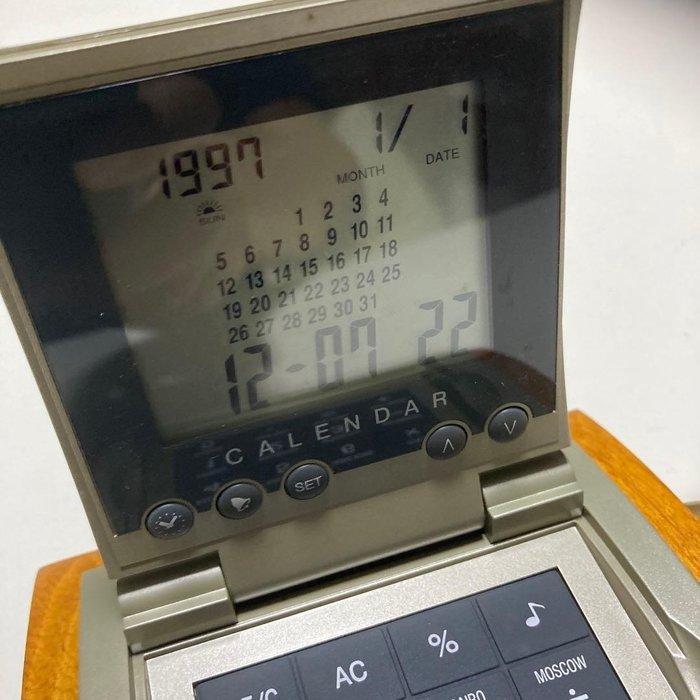 1997 1/ 1
MONTH DATE
SUN
1 2 3 4
5 6 7 8 9 10 11
12 13 14 15 16 17 18
19 20 21 22 23 24 25
26 27 28 29 30 31
12-07 22
CALENDAR
SET
AC % ♪
MOSCOW